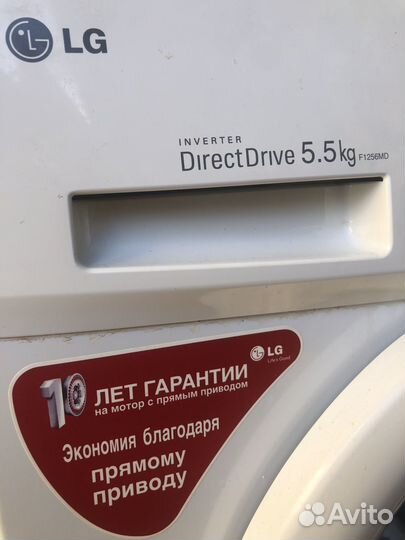 LG
INVERTER
DirectDrive 5.5kg F1256MD
LG
Life's Good
10 ЛЕТ ГАРАНТИИ
на мотор с прямым приводом
Экономия благодаря
прямому
приводу
Avito